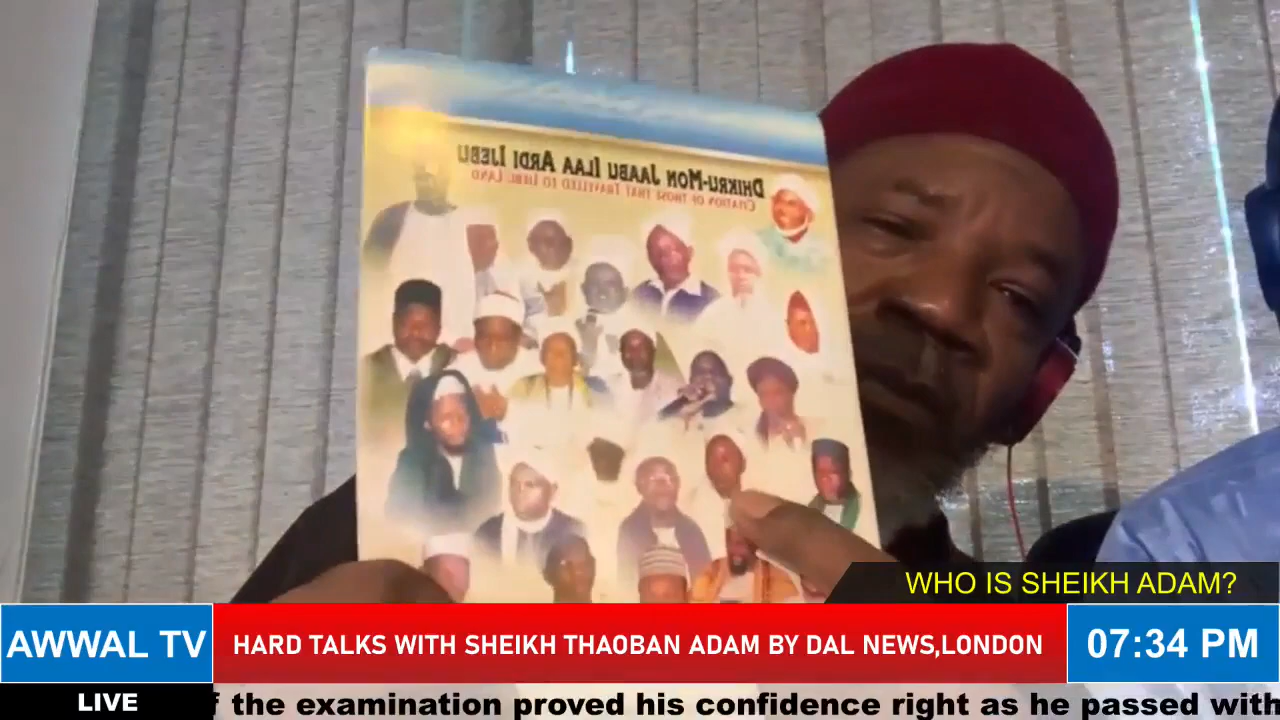 DHIKRU-MON JAABU ILAA ARDI IJEBU
CITATION OF THOSE THAT TRAVELLED TO IJEBU LAND
WHO IS SHEIKH ADAM?
AWWAL TV
HARD TALKS WITH SHEIKH THAOBAN ADAM BY DAL NEWS,LONDON
07:34 PM
LIVE
the examination proved his confidence right as he passed with